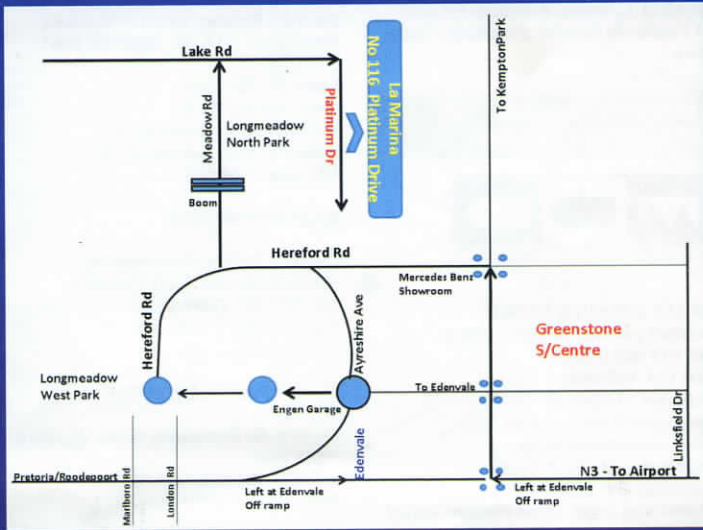 Lake Rd
To KemptonPark
La Marina
No 116 Platinum Drive
Platinum Dr
Meadow Rd
Longmeadow
North Park
Boom
Hereford Rd
Mercedes Benz
Showroom
Hereford Rd
Ayreshire Ave
Greenstone
S/Centre
Longmeadow
West Park
To Edenvale
Engen Garage
Linksfield Dr
Edenvale
Pretoria/Roodepoort
Marlboro Rd
London Rd
Left at Edenvale
Off ramp
N3 - To Airport
Left at Edenvale
Off ramp